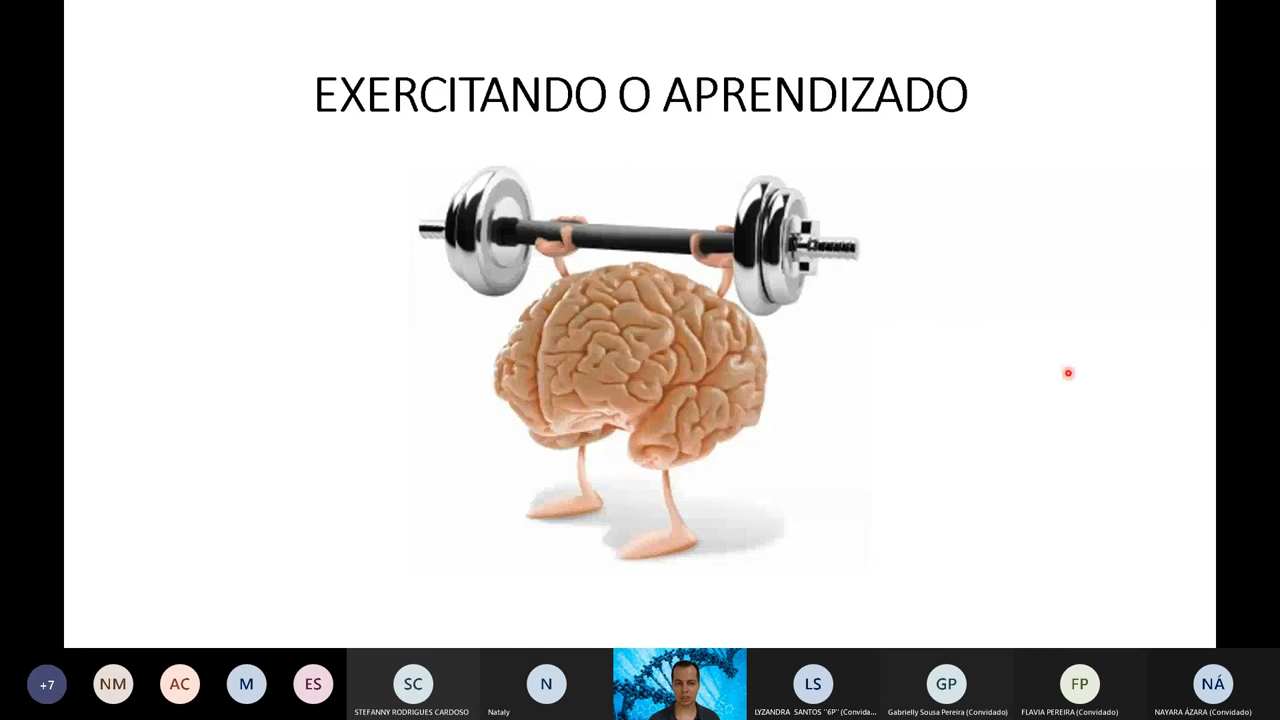 EXERCITANDO O APRENDIZADO
+7
NM
AC
M
ES
SC
N
LS
GP
FP
NÁ
STEFANNY RODRIGUES CARDOSO
Nataly
LYZANDRA SANTOS "6P" (Convida...
Gabrielly Sousa Pereira (Convidado)
FLAVIA PEREIRA (Convidado)
NAYARA ÁZARA (Convidado)